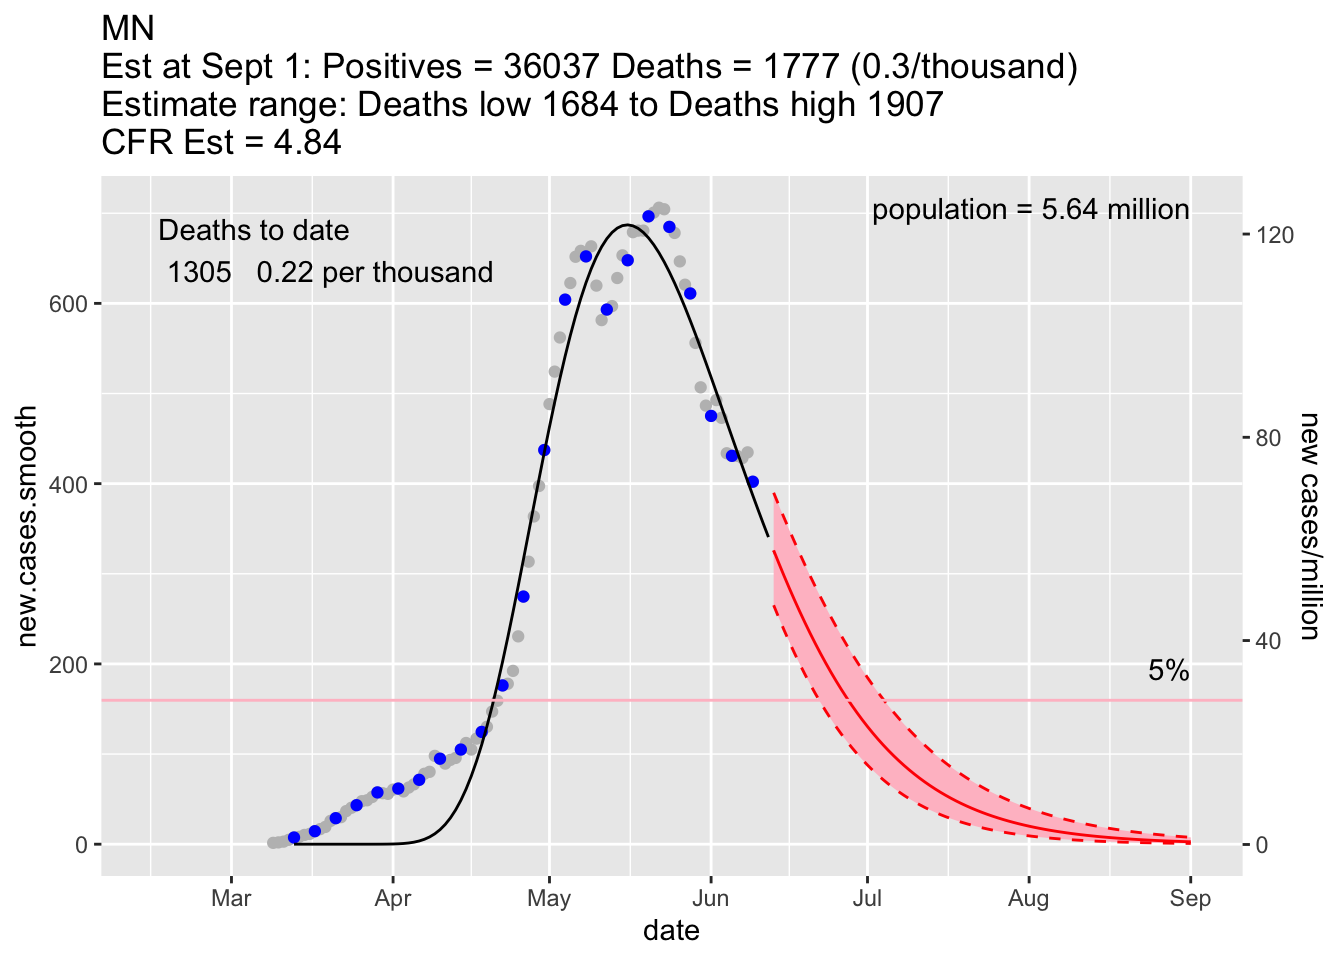 MN
Est at Sept 1: Positives = 36037 Deaths = 1777 (0.3/thousand)
Estimate range: Deaths low 1684 to Deaths high 1907
CFR Est = 4.84
Deaths to date
1305 0.22 per thousand
population = 5.64 million
5%
new.cases.smooth
600
400
200
0
120
80
40
0
new cases/million
Mar Apr May Jun Jul Aug Sep
date